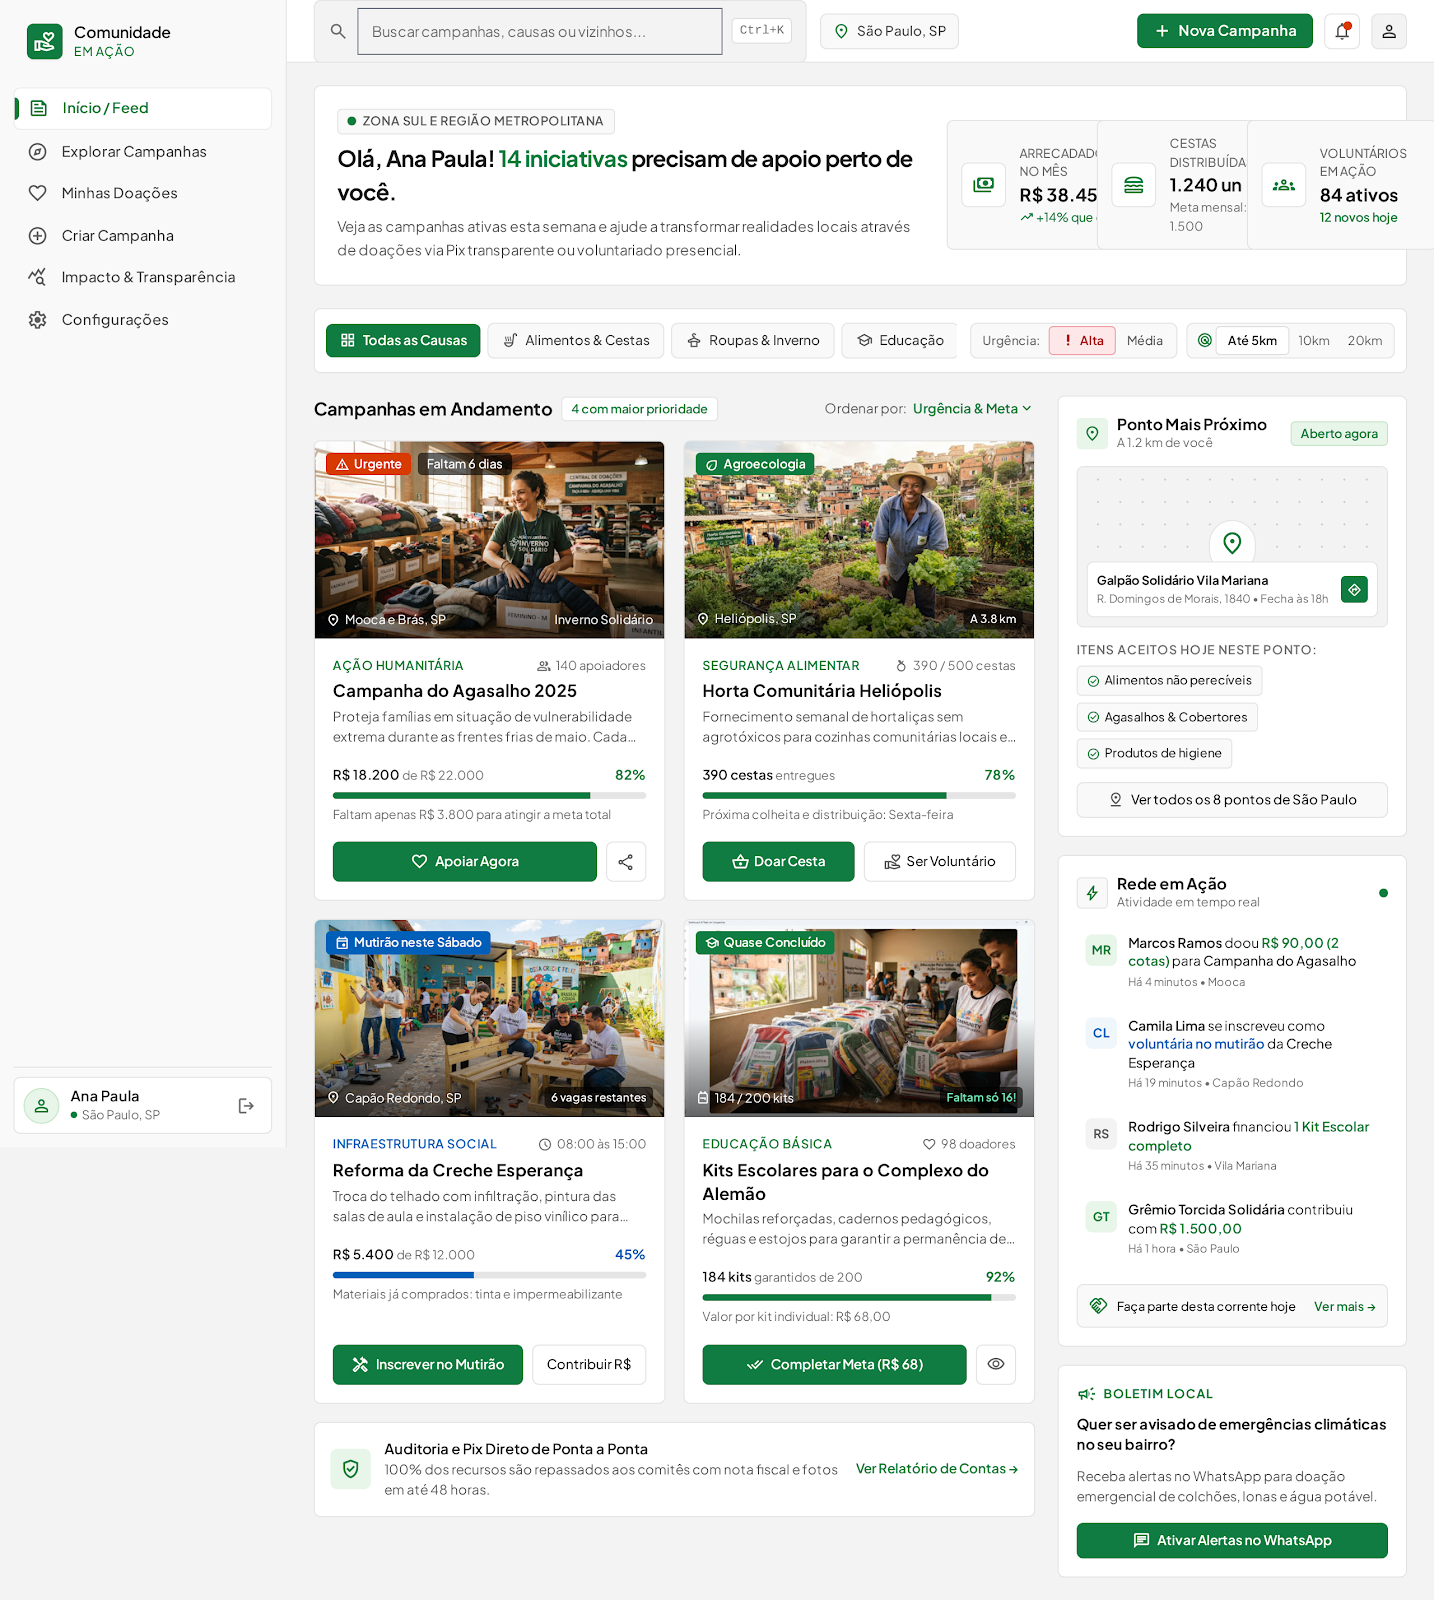 Comunidade
EM AÇÃO
Início / Feed
Explorar Campanhas
Minhas Doações
Criar Campanha
Impacto & Transparência
Configurações
Ana Paula
São Paulo, SP
Buscar campanhas, causas ou vizinhos...
Ctrl+K
São Paulo, SP
Nova Campanha
ZONA SUL E REGIÃO METROPOLITANA
Olá, Ana Paula! 14 iniciativas precisam de apoio perto de
você.
Veja as campanhas ativas esta semana e ajude a transformar realidades locais através
de doações via Pix transparente ou voluntariado presencial.
ARRECADAD
NO MÊS
R$ 38.45
+14% que
CESTAS
DISTRIBUÍDA
1.240 un
Meta mensal:
1.500
VOLUNTÁRIOS
EM AÇÃO
84 ativos
12 novos hoje
Todas as Causas
Alimentos & Cestas
Roupas & Inverno
Educação
Urgência:
Alta
Média
Até 5km
10km
20km
Campanhas em Andamento
4 com maior prioridade
Ordenar por: Urgência & Meta
Urgente
Faltam 6 dias
CENTRAL DE DOAÇÕES
CAMPANHA DO AGASALHO
INVERNO
SOLIDÁRIO
FEMININO - M
INFANTIL
Mooca e Brás, SP
Inverno Solidário
AÇÃO HUMANITÁRIA
140 apoiadores
Campanha do Agasalho 2025
Proteja famílias em situação de vulnerabilidade
extrema durante as frentes frias de maio. Cada...
R$ 18.200 de R$ 22.000
82%
Faltam apenas R$ 3.800 para atingir a meta total
Apoiar Agora
Agroecologia
Horta Comunitária
Heliópolis, SP
A 3.8 km
SEGURANÇA ALIMENTAR
390 / 500 cestas
Horta Comunitária Heliópolis
Fornecimento semanal de hortaliças sem
agrotóxicos para cozinhas comunitárias locais e...
390 cestas entregues
78%
Próxima colheita e distribuição: Sexta-feira
Doar Cesta
Ser Voluntário
Mutirão neste Sábado
Capão Redondo, SP
6 vagas restantes
INFRAESTRUTURA SOCIAL
08:00 às 15:00
Reforma da Creche Esperança
Troca do telhado com infiltração, pintura das
salas de aula e instalação de piso vinílico para...
R$ 5.400 de R$ 12.000
45%
Materiais já comprados: tinta e impermeabilizante
Inscrever no Mutirão
Contribuir R$
Quase Concluído
184 / 200 kits
Faltam só 16!
EDUCAÇÃO BÁSICA
98 doadores
Kits Escolares para o Complexo do
Alemão
Mochilas reforçadas, cadernos pedagógicos,
réguas e estojos para garantir a permanência de...
184 kits garantidos de 200
92%
Valor por kit individual: R$ 68,00
Completar Meta (R$ 68)
Auditoria e Pix Direto de Ponta a Ponta
100% dos recursos são repassados aos comitês com nota fiscal e fotos
em até 48 horas.
Ver Relatório de Contas →
Ponto Mais Próximo
A 1.2 km de você
Aberto agora
Galpão Solidário Vila Mariana
R. Domingos de Morais, 1840 • Fecha às 18h
ITENS ACEITOS HOJE NESTE PONTO:
Alimentos não perecíveis
Agasalhos & Cobertores
Produtos de higiene
Ver todos os 8 pontos de São Paulo
Rede em Ação
Atividade em tempo real
MR
Marcos Ramos doou R$ 90,00 (2
cotas) para Campanha do Agasalho
Há 4 minutos • Mooca
CL
Camila Lima se inscreveu como
voluntária no mutirão da Creche
Esperança
Há 19 minutos • Capão Redondo
RS
Rodrigo Silveira financiou 1 Kit Escolar
completo
Há 35 minutos • Vila Mariana
GT
Grêmio Torcida Solidária contribuiu
com R$ 1.500,00
Há 1 hora • São Paulo
Faça parte desta corrente hoje
Ver mais →
BOLETIM LOCAL
Quer ser avisado de emergências climáticas
no seu bairro?
Receba alertas no WhatsApp para doação
emergencial de colchões, lonas e água potável.
Ativar Alertas no WhatsApp